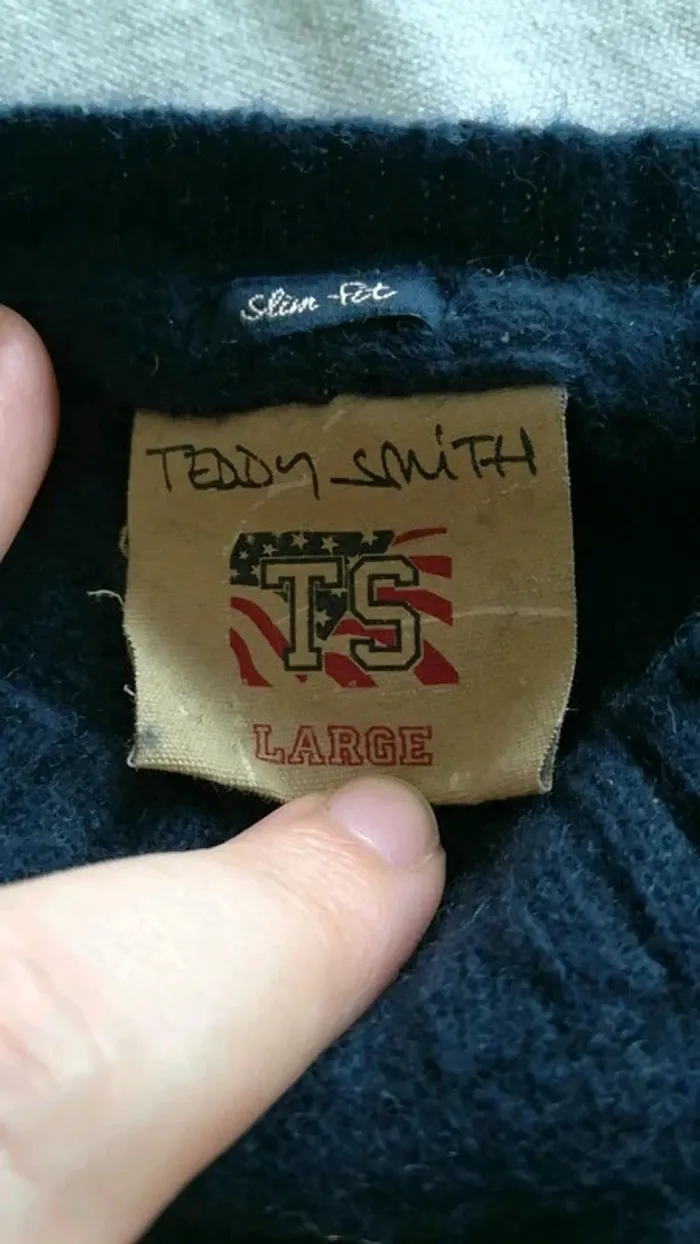 Slim-Fit
TEDDY SMITH
TS
LARGE